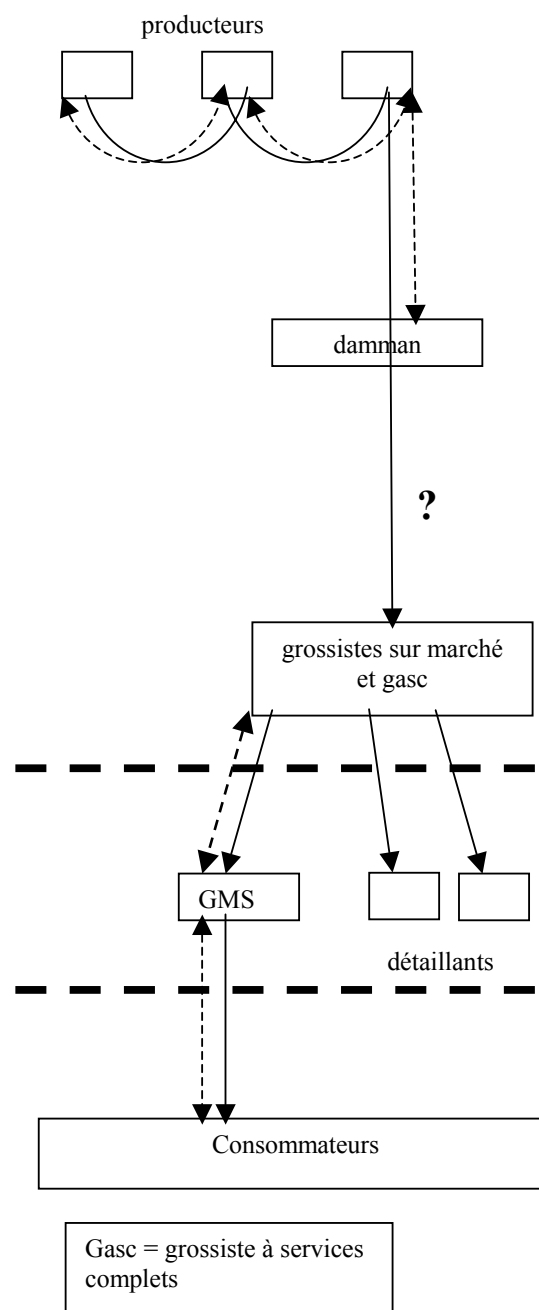 producteurs
damman
?
grossistes sur marché
et gasc
GMS
détaillants
Consommateurs
Gasc = grossiste à services
complets